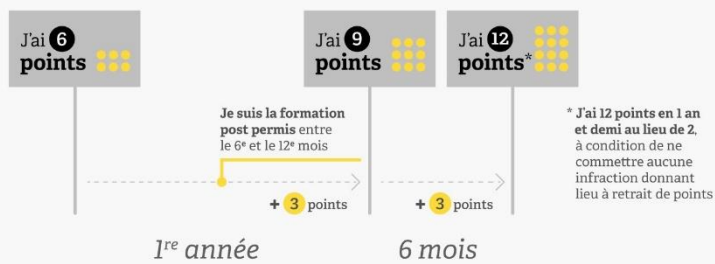 J'ai 6
points
J'ai 9
points
J'ai 12
points*
Je suis la formation
post permis entre
le 6e et le 12e mois
* J'ai 12 points en 1 an
et demi au lieu de 2,
à condition de ne
commettre aucune
infraction donnant
lieu à retrait de points
+ 3 points
+ 3 points
1re année
6 mois